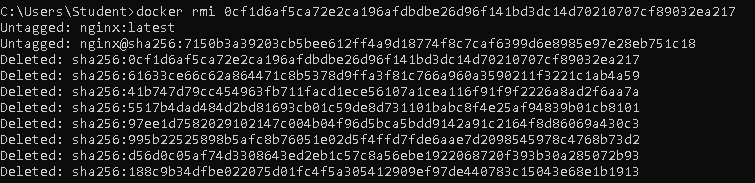 C:\Users\Student>docker rmi 0cf1d6af5ca72e2ca196afdbdbe26d96f141bd3dc14d70210707cf89032ea217
Untagged: nginx:latest
Untagged: nginx@sha256:7150b3a39203cb5bee612ff4a9d18774f8c7caf6399d6e8985e97e28eb751c18
Deleted: sha256:0cf1d6af5ca72e2ca196afdbdbe26d96f141bd3dc14d70210707cf89032ea217
Deleted: sha256:61633ce66c62a864471c8b5378d9ffa3f81c766a960a3590211f3221c1ab4a59
Deleted: sha256:41b747d79cc454963fb711facd1ece56107a1cea116f91f9f2226a8ad2f6aa7a
Deleted: sha256:5517b4dad484d2bd81693cb01c59de8d731101babc8f4e25af94839b01cb8101
Deleted: sha256:97ee1d7582029102147c004b04f96d5bca5bdd9142a91c2164f8d86069a430c3
Deleted: sha256:995b22525898b5afc8b76051e02d5f4ffd7fde6aae7d2098545978c4768b73d2
Deleted: sha256:d56d0c05af74d3308643ed2eb1c57c8a56ebe1922068720f393b30a285072b93
Deleted: sha256:188c9b34dfbe022075d01fc4f5a305412909ef97de440783c15043e68e1b1913